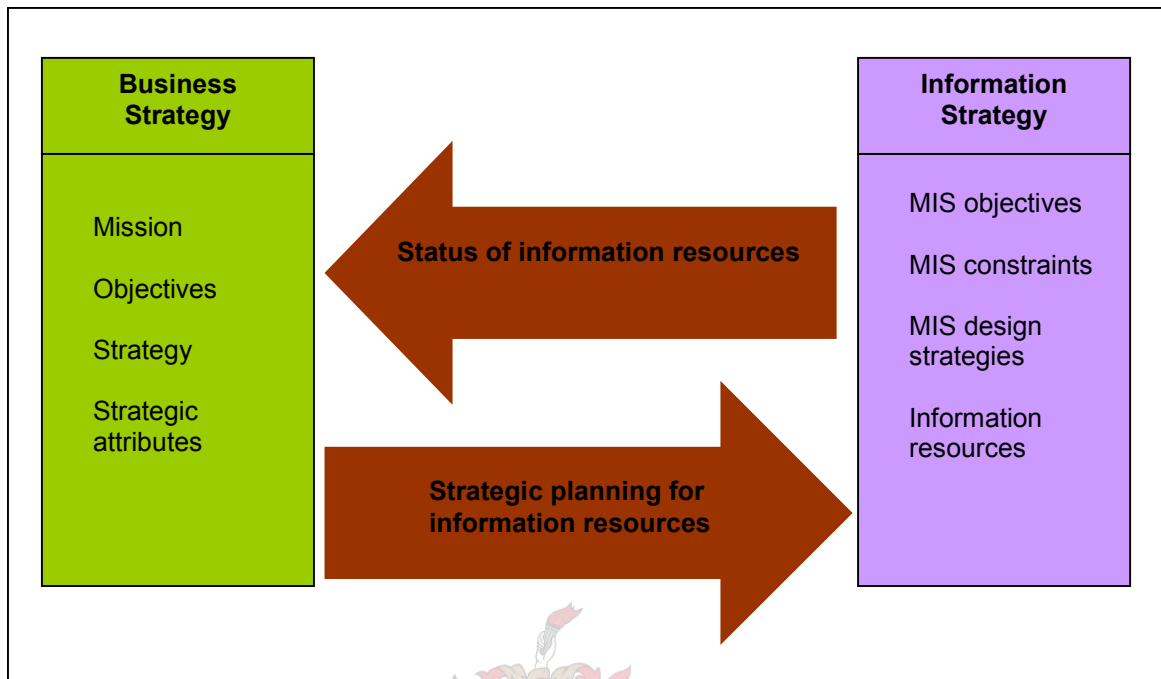 Business
Strategy
Mission
Objectives
Strategy
Strategic
attributes
Status of information resources
Strategic planning for
information resources
Information
Strategy
MIS objectives
MIS constraints
MIS design
strategies
Information
resources